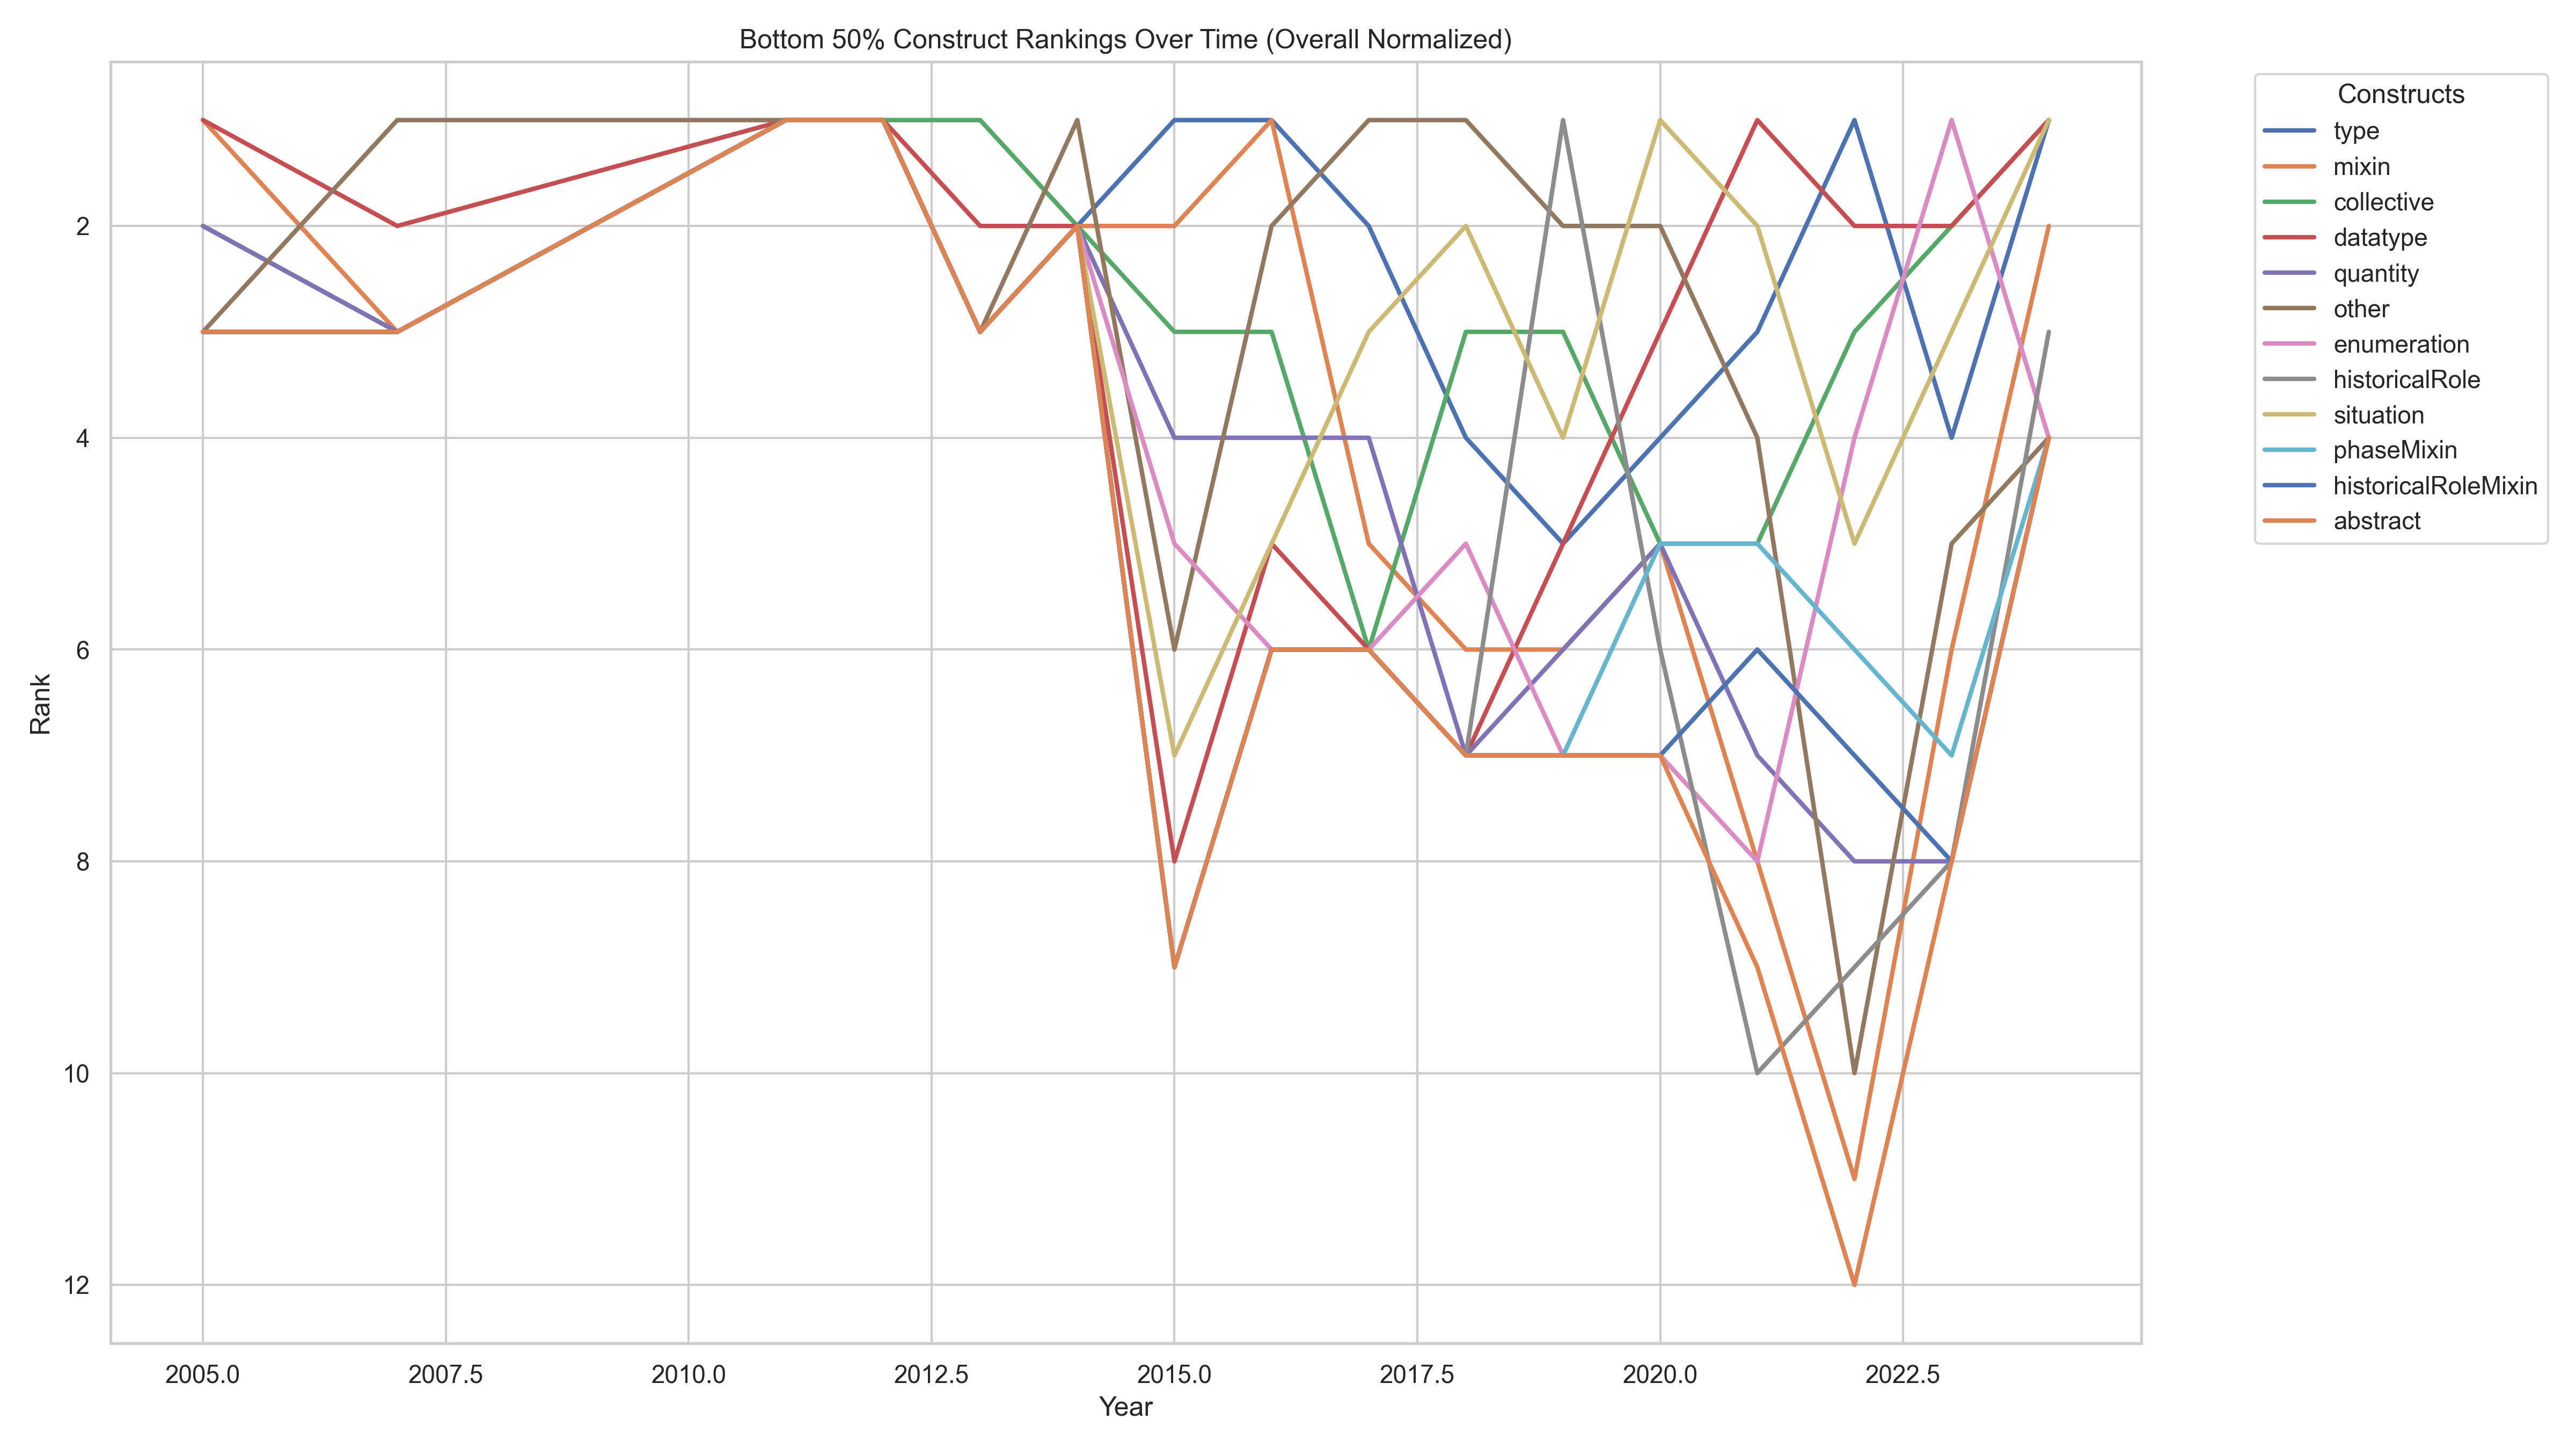 Bottom 50% Construct Rankings Over Time (Overall Normalized)
Constructs
type
mixin
collective
datatype
quantity
other
enumeration
historicalRole
situation
phaseMixin
historicalRoleMixin
abstract
Rank
2
4
6
8
10
12
2005.0
2007.5
2010.0
2012.5
2015.0
2017.5
2020.0
2022.5
Year